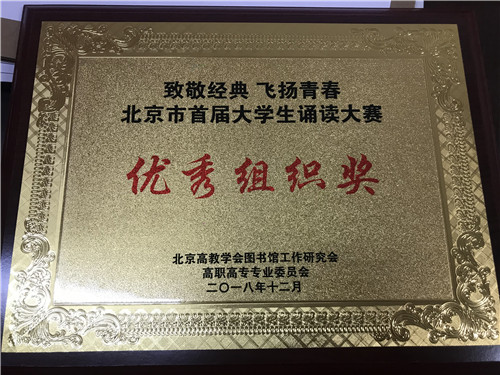 致敬经典 飞扬青春
北京市首届大学生诵读大赛
优秀组织奖
北京高教学会图书馆工作研究会
高职高专专业委员会
二〇一八年十二月